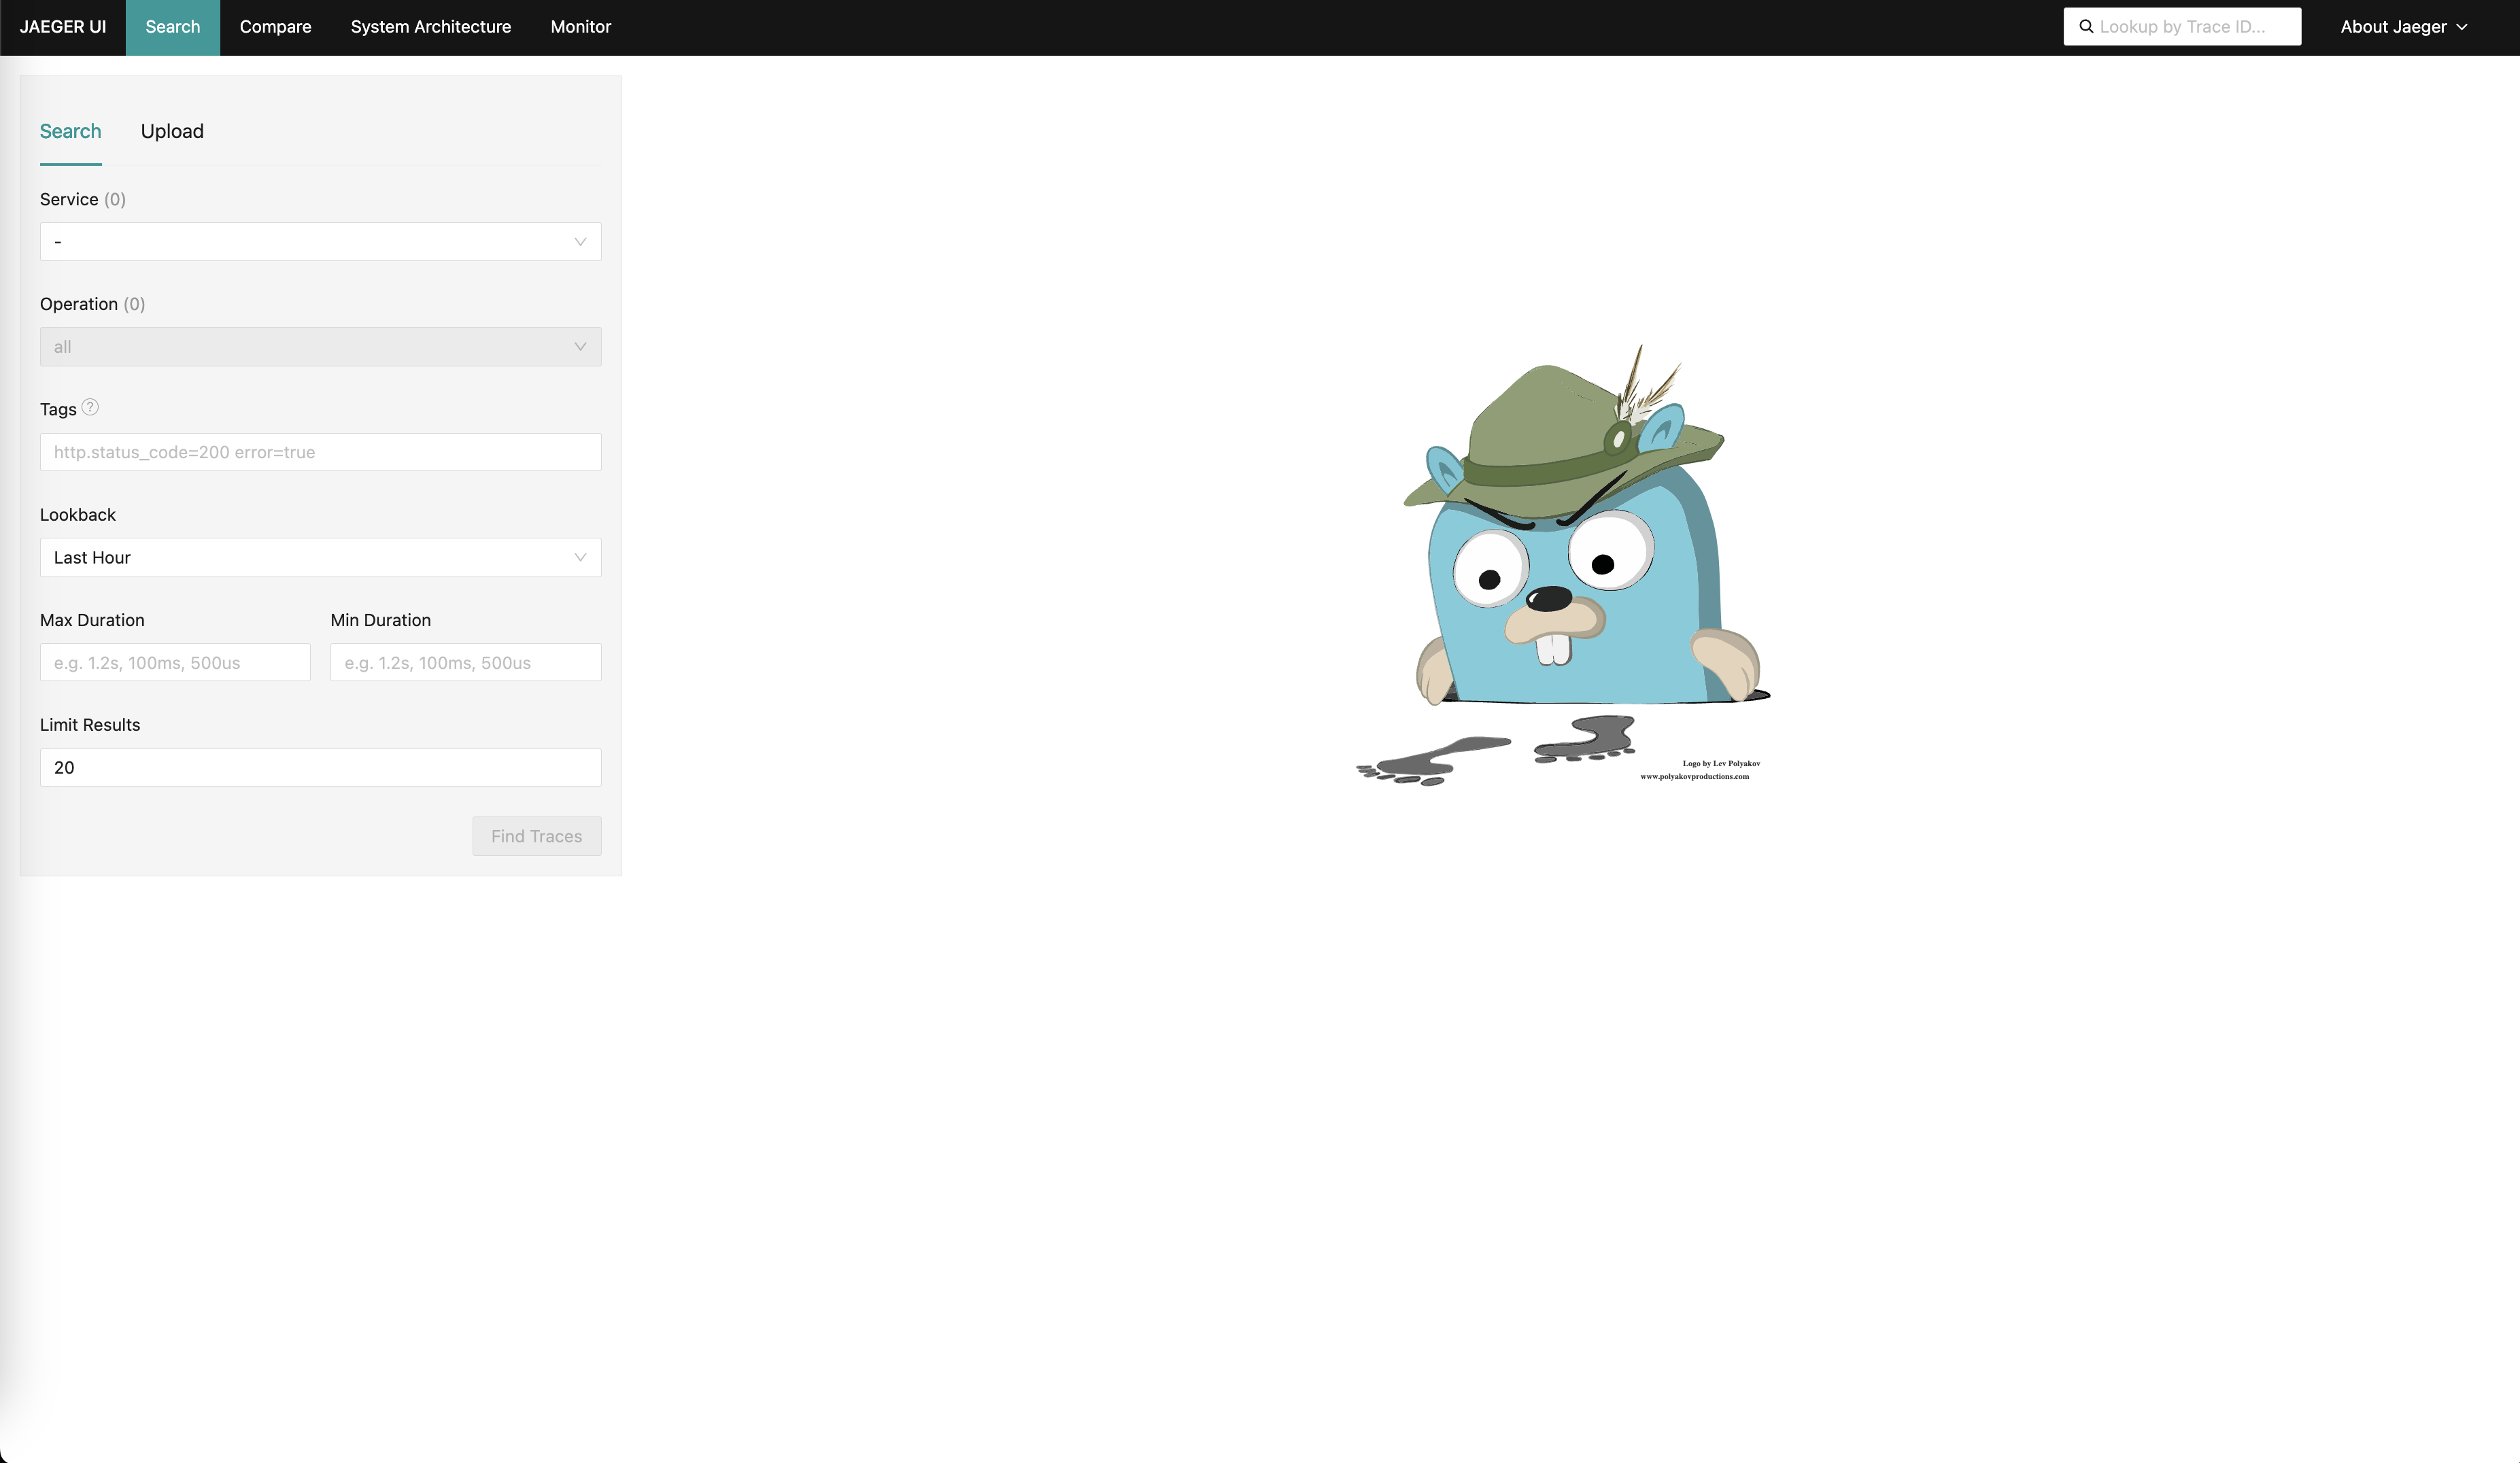 JAEGER UI Search Compare System Architecture Monitor Lookup by Trace ID... About Jaeger
Search Upload
Service (0)
-
Operation (0)
all
Tags ?
http.status_code=200 error=true
Lookback
Last Hour
Max Duration Min Duration
e.g. 1.2s, 100ms, 500us e.g. 1.2s, 100ms, 500us
Limit Results
20
Find Traces
Logo by Lev Polyakov
www.polyakovproductions.com